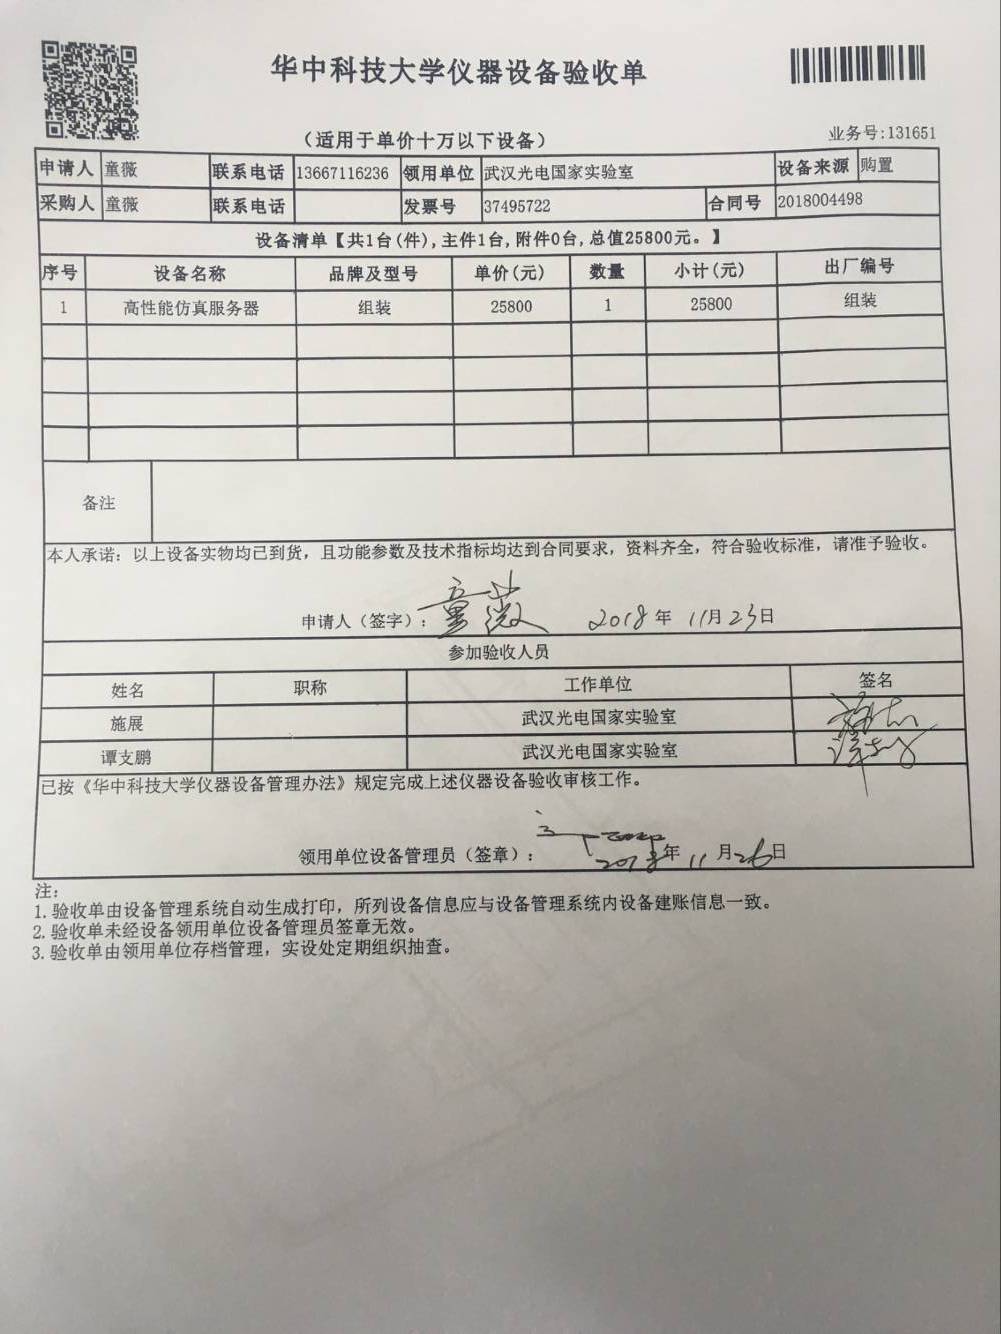 华中科技大学仪器设备验收单
（适用于单价十万以下设备）
业务号:131651
申请人 童薇 联系电话 13667116236 领用单位 武汉光电国家实验室 设备来源 购置
采购人 童薇 联系电话 发票号 37495722 合同号 2018004498
设备清单【共1台(件),主件1台,附件0台,总值25800元。】
序号 设备名称 品牌及型号 单价(元) 数量 小计(元) 出厂编号
1 高性能仿真服务器 组装 25800 1 25800 组装
备注
本人承诺：以上设备实物均已到货，且功能参数及技术指标均达到合同要求，资料齐全，符合验收标准，请准予验收。
申请人（签字）：童薇 2018年 11月23日
参加验收人员
姓名 职称 工作单位 签名
施展 武汉光电国家实验室
谭支鹏 武汉光电国家实验室
已按《华中科技大学仪器设备管理办法》规定完成上述仪器设备验收审核工作。
领用单位设备管理员（签章）： 2018年 11月26日
注：
1.验收单由设备管理系统自动生成打印，所列设备信息应与设备管理系统内设备建账信息一致。
2.验收单未经设备领用单位设备管理员签章无效。
3.验收单由领用单位存档管理，实设处定期组织抽查。